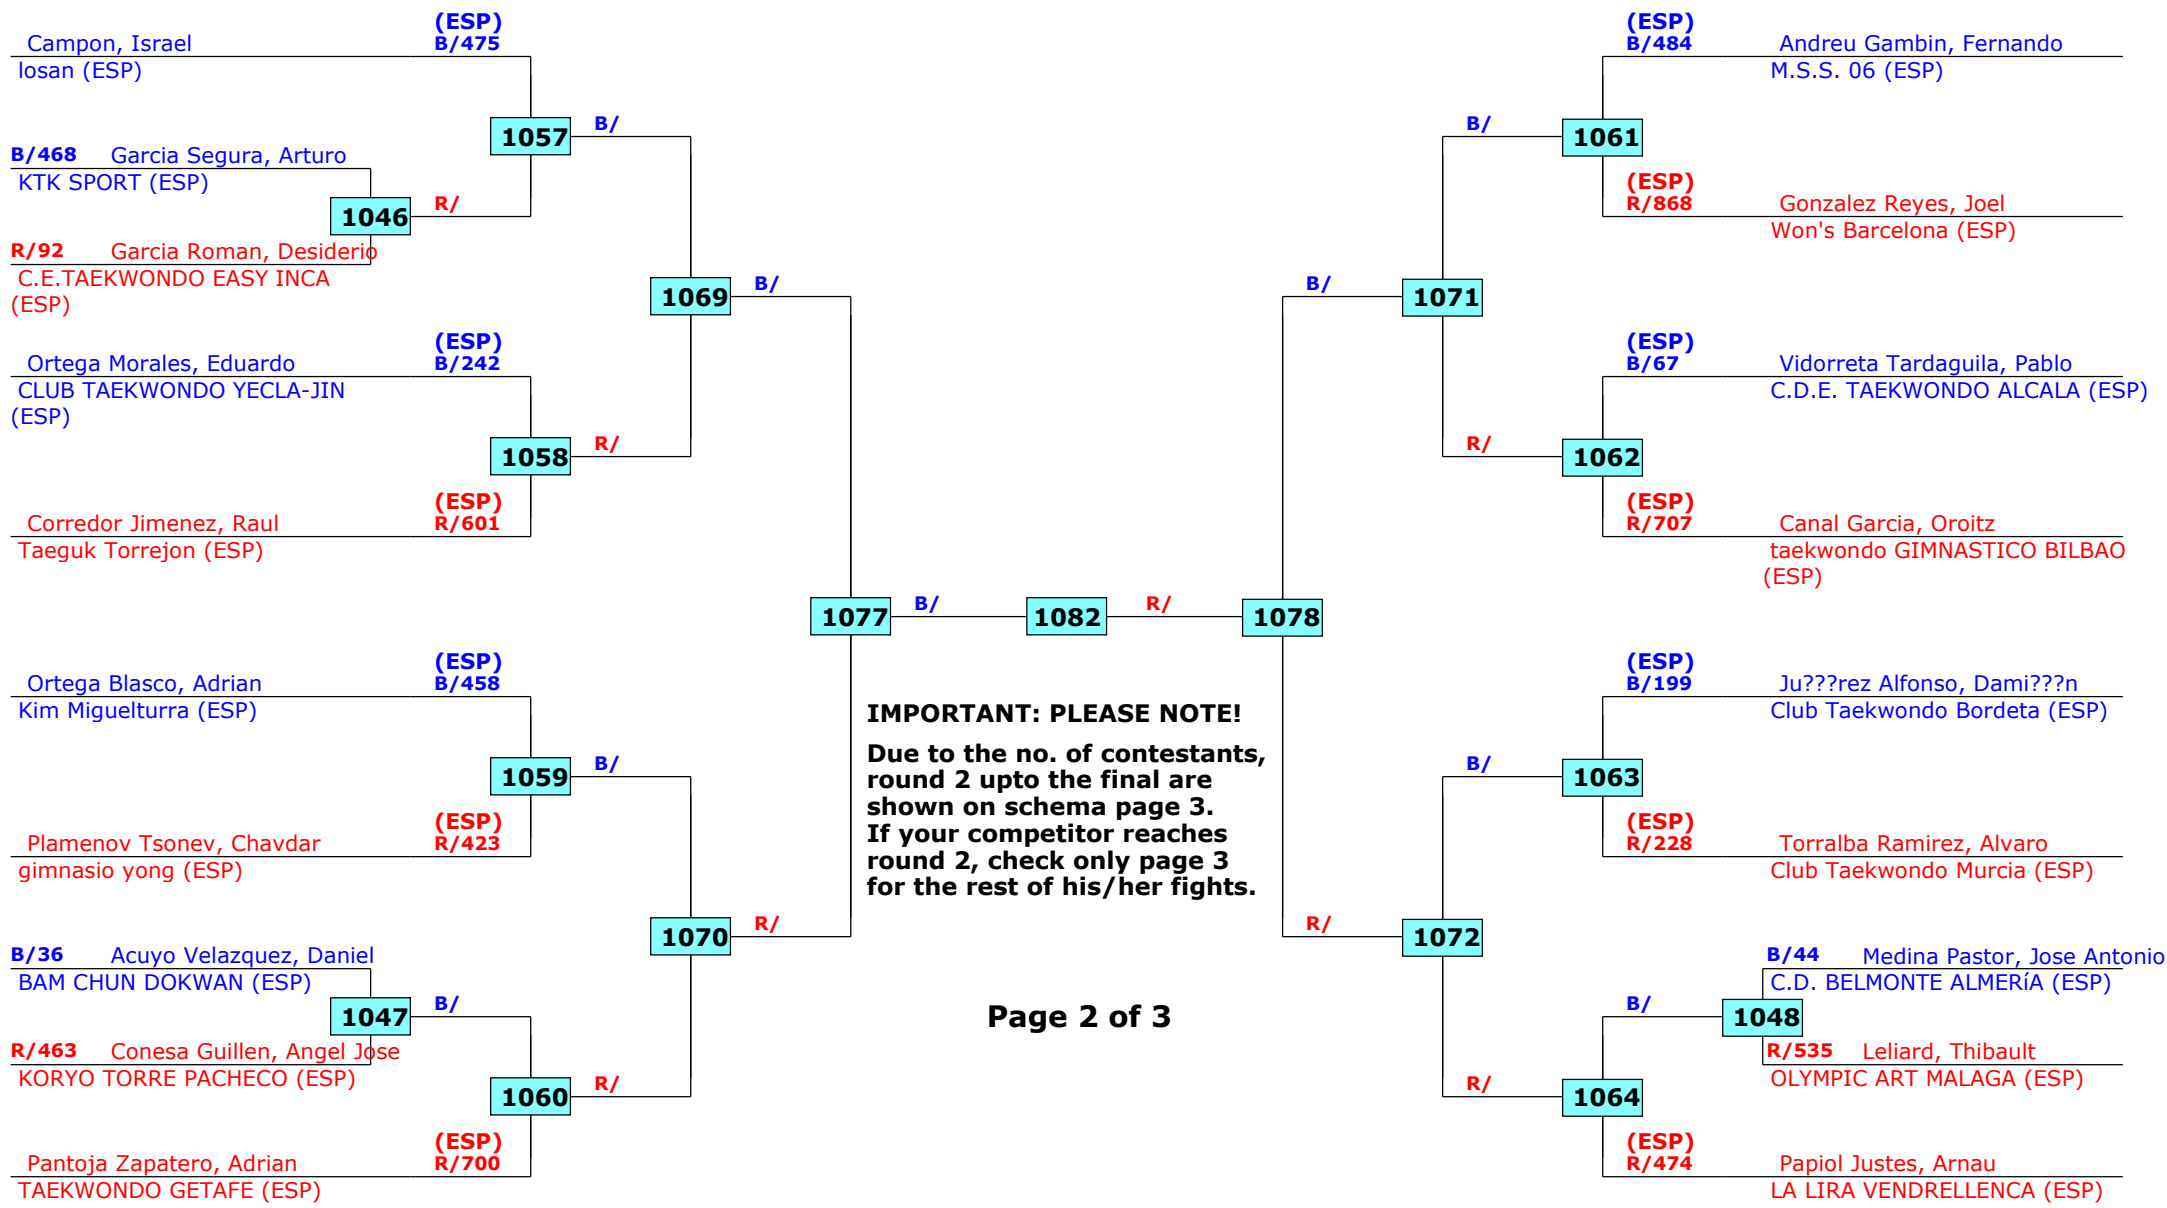 (ESP)
Campon, Israel B/475
losan (ESP)
1057
B/
B/468 Garcia Segura, Arturo
KTK SPORT (ESP)
1046
R/
R/92 Garcia Roman, Desiderio
C.E.TAEKWONDO EASY INCA
(ESP)
1069
B/
(ESP)
Ortega Morales, Eduardo B/242
CLUB TAEKWONDO YECLA-JIN
(ESP)
1058
R/
(ESP)
Corredor Jimenez, Raul R/601
Taeguk Torrejon (ESP)
1077
B/
1082
R/
1078
(ESP)
Ortega Blasco, Adrian B/458
Kim Miguelturra (ESP)
1059
B/
(ESP)
Plamenov Tsonev, Chavdar R/423
gimnasio yong (ESP)
1070
R/
B/36 Acuyo Velazquez, Daniel
BAM CHUN DOKWAN (ESP)
1047
B/
R/463 Conesa Guillen, Angel Jose
KORYO TORRE PACHECO (ESP)
1060
R/
(ESP)
Pantoja Zapatero, Adrian R/700
TAEKWONDO GETAFE (ESP)
IMPORTANT: PLEASE NOTE!
Due to the no. of contestants,
round 2 upto the final are
shown on schema page 3.
If your competitor reaches
round 2, check only page 3
for the rest of his/her fights.
Page 2 of 3
(ESP)
B/484 Andreu Gambin, Fernando
M.S.S. 06 (ESP)
B/
1061
(ESP)
R/868 Gonzalez Reyes, Joel
Won's Barcelona (ESP)
B/
1071
(ESP)
B/67 Vidorreta Tardaguila, Pablo
C.D.E. TAEKWONDO ALCALA (ESP)
R/
1062
(ESP)
R/707 Canal Garcia, Oroitz
taekwondo GIMNASTICO BILBAO
(ESP)
(ESP)
B/199 Ju???rez Alfonso, Dami???n
Club Taekwondo Bordeta (ESP)
B/
1063
(ESP)
R/228 Torralba Ramirez, Alvaro
Club Taekwondo Murcia (ESP)
R/
1072
B/44 Medina Pastor, Jose Antonio
C.D. BELMONTE ALMERíA (ESP)
B/
1048
R/535 Leliard, Thibault
OLYMPIC ART MALAGA (ESP)
R/
1064
(ESP)
R/474 Papiol Justes, Arnau
LA LIRA VENDRELLENCA (ESP)